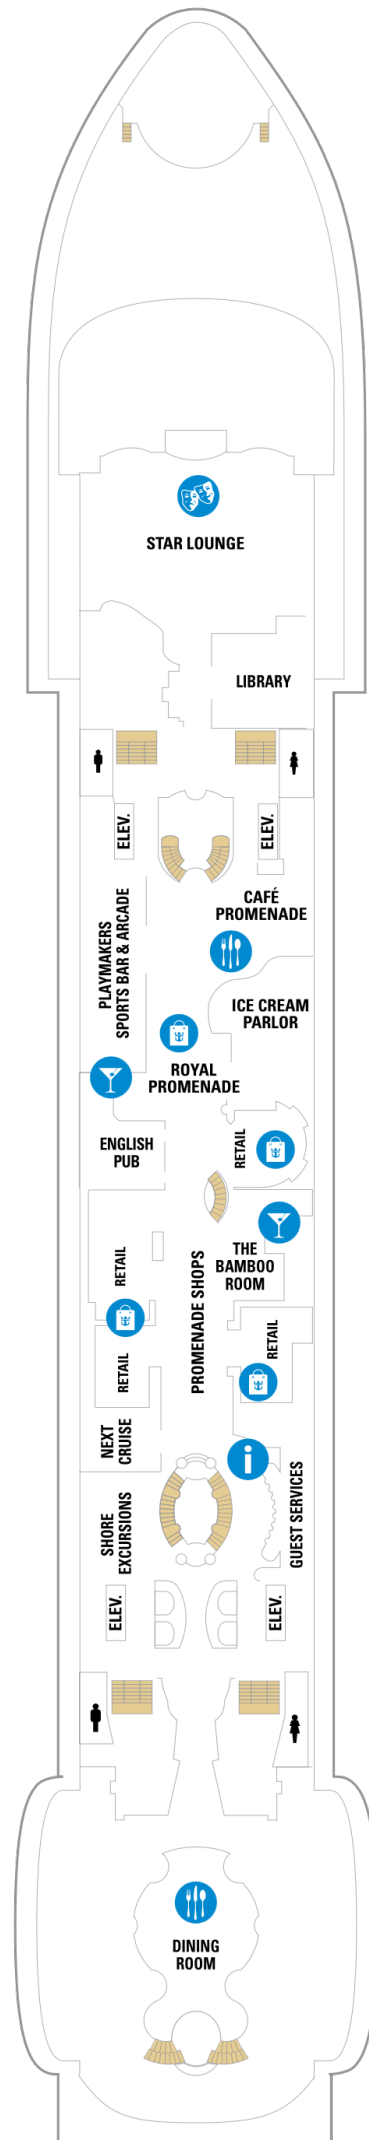 STAR LOUNGE
LIBRARY
ELEV.
ELEV.
PLAYMAKERS
SPORTS BAR & ARCADE
CAFÉ
PROMENADE
ICE CREAM
PARLOR
ROYAL
PROMENADE
ENGLISH
PUB
RETAIL
RETAIL
PROMENADE SHOPS
THE
BAMBOO
ROOM
RETAIL
RETAIL
NEXT
CRUISE
SHORE
EXCURSIONS
GUEST SERVICES
ELEV.
ELEV.
DINING
ROOM